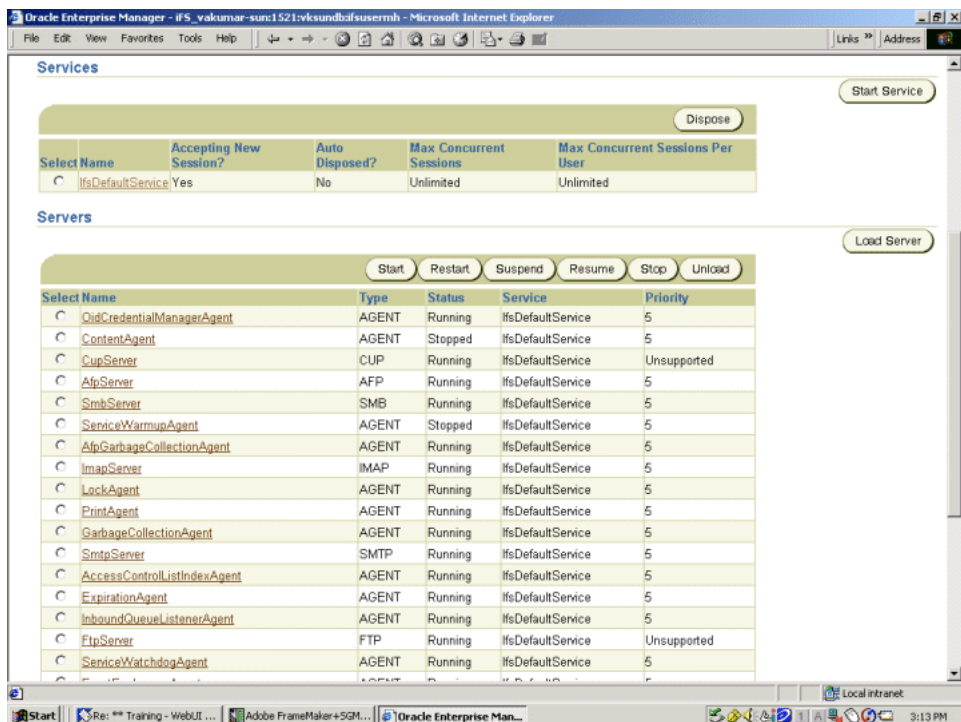 Oracle Enterprise Manager - iFS_vakumar-sun:1521:vksundb:ifsusermh - Microsoft Internet Explorer
File Edit View Favorites Tools Help Links » Address
Services
Start Service
Dispose
Select Name Accepting New Session? Auto Disposed? Max Concurrent Sessions Max Concurrent Sessions Per User
IfsDefaultService Yes No Unlimited Unlimited
Servers
Load Server
Start Restart Suspend Resume Stop Unload
Select Name Type Status Service Priority
OidCredentialManagerAgent AGENT Running IfsDefaultService 5
ContentAgent AGENT Stopped IfsDefaultService 5
CupServer CUP Running IfsDefaultService Unsupported
AfpServer AFP Running IfsDefaultService 5
SmbServer SMB Running IfsDefaultService 5
ServiceWarmupAgent AGENT Stopped IfsDefaultService 5
AfpGarbageCollectionAgent AGENT Running IfsDefaultService 5
ImapServer IMAP Running IfsDefaultService 5
LockAgent AGENT Running IfsDefaultService 5
PrintAgent AGENT Running IfsDefaultService 5
GarbageCollectionAgent AGENT Running IfsDefaultService 5
SmtpServer SMTP Running IfsDefaultService 5
AccessControlListIndexAgent AGENT Running IfsDefaultService 5
ExpirationAgent AGENT Running IfsDefaultService 5
InboundQueueListenerAgent AGENT Running IfsDefaultService 5
FtpServer FTP Running IfsDefaultService Unsupported
ServiceWatchdogAgent AGENT Running IfsDefaultService 5
Local intranet
Start Re: ** Training - WebUI ... Adobe FrameMaker+SGM... Oracle Enterprise Man... 3:13 PM